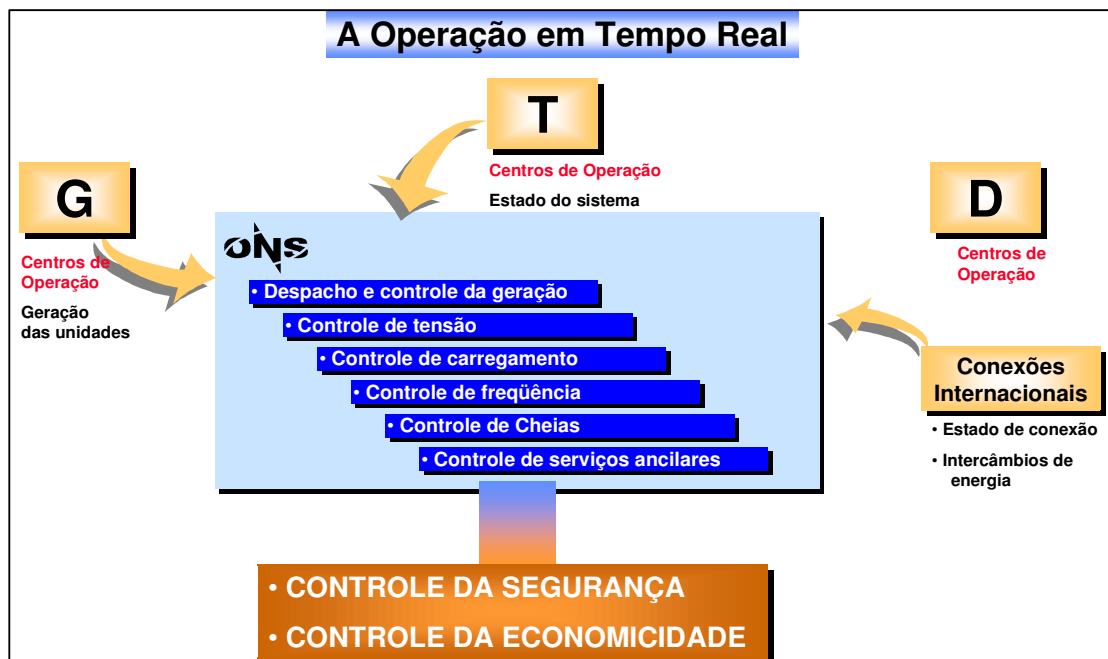 A Operação em Tempo Real
T
Centros de Operação
Estado do sistema
G
Centros de
Operação
Geração
das unidades
D
Centros de
Operação
ONS
• Despacho e controle da geração
• Controle de tensão
• Controle de carregamento
• Controle de freqüência
• Controle de Cheias
• Controle de serviços ancilares
Conexões
Internacionais
• Estado de conexão
• Intercâmbios de
energia
• CONTROLE DA SEGURANÇA
• CONTROLE DA ECONOMICIDADE